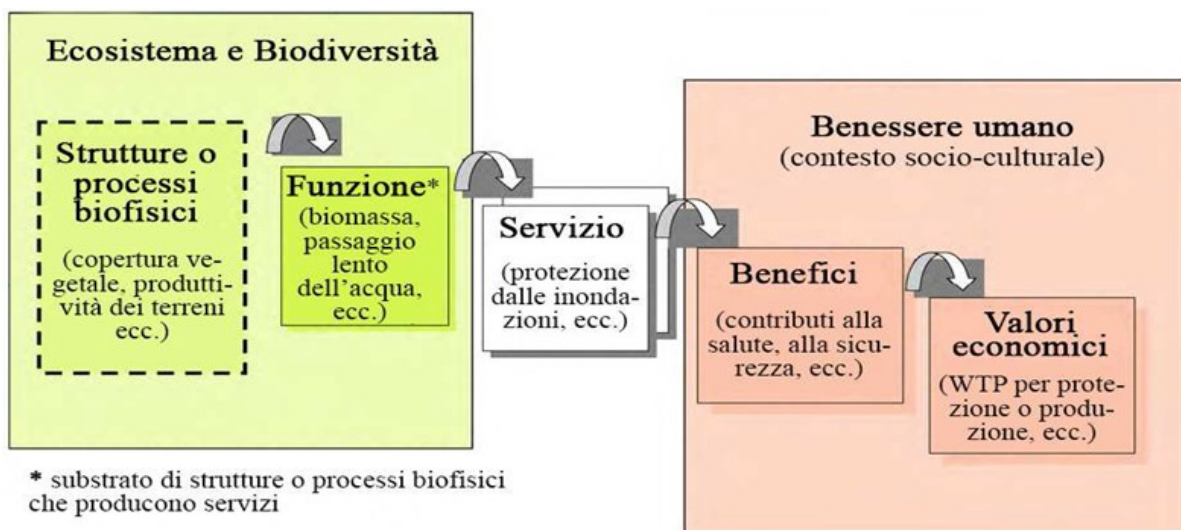 Ecosistema e Biodiversità
Strutture o
processi
biofisici
(copertura ve-
getale, produtti-
vità dei terreni
ecc.)
Funzione*
(biomassa,
passaggio
lento
dell'acqua,
ecc.)
Servizio
(protezione
dalle inonda-
zioni, ecc.)
Benessere umano
(contesto socio-culturale)
Benefici
(contributi alla
salute, alla sicu-
rezza, ecc.)
Valori
economici
(WTP per prote-
zione o produ-
zione, ecc.)
* substrato di strutture o processi biofisici
che producono servizi